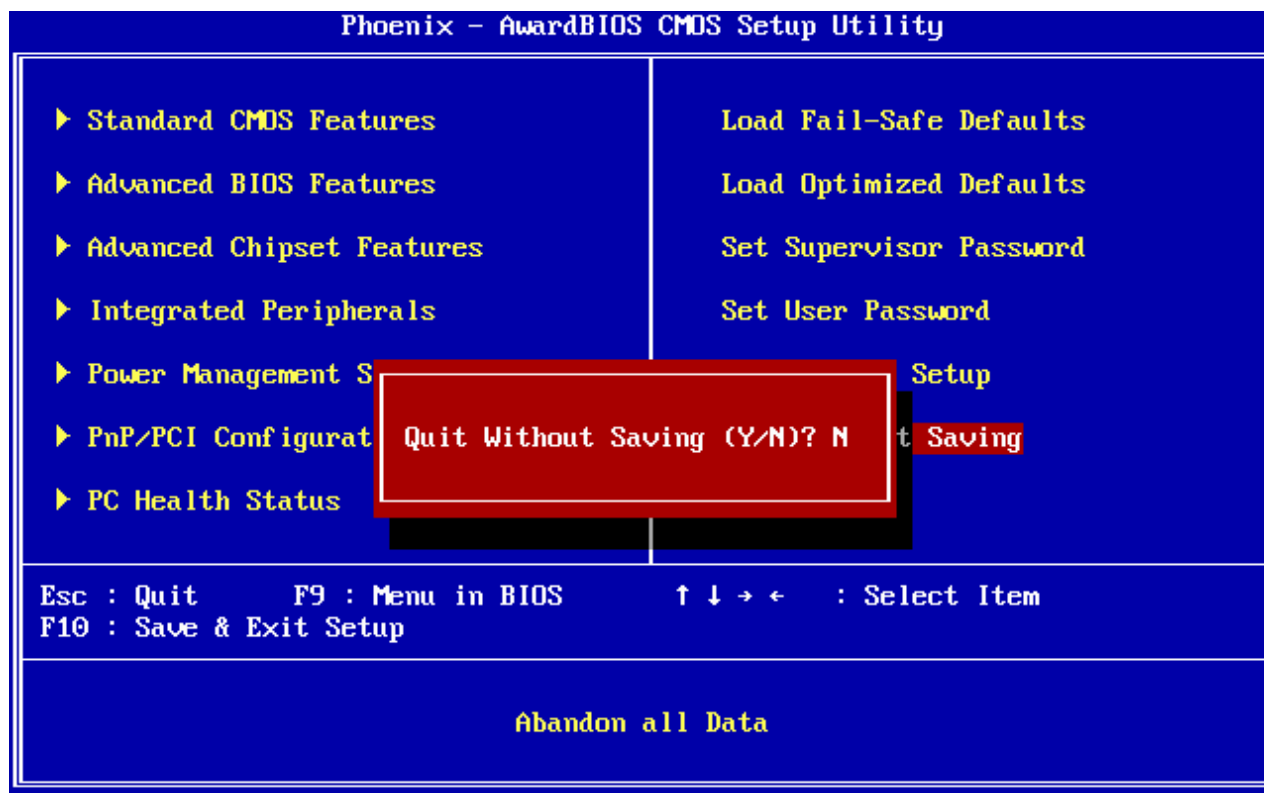 Phoenix - AwardBIOS CMOS Setup Utility
▶ Standard CMOS Features
▶ Advanced BIOS Features
▶ Advanced Chipset Features
▶ Integrated Peripherals
▶ Power Management S
▶ PnP/PCI Configurat
▶ PC Health Status
Load Fail-Safe Defaults
Load Optimized Defaults
Set Supervisor Password
Set User Password
Setup
t Saving
Quit Without Saving (Y/N)? N
Esc : Quit F9 : Menu in BIOS ↑ ↓ → ← : Select Item
F10 : Save & Exit Setup
Abandon all Data